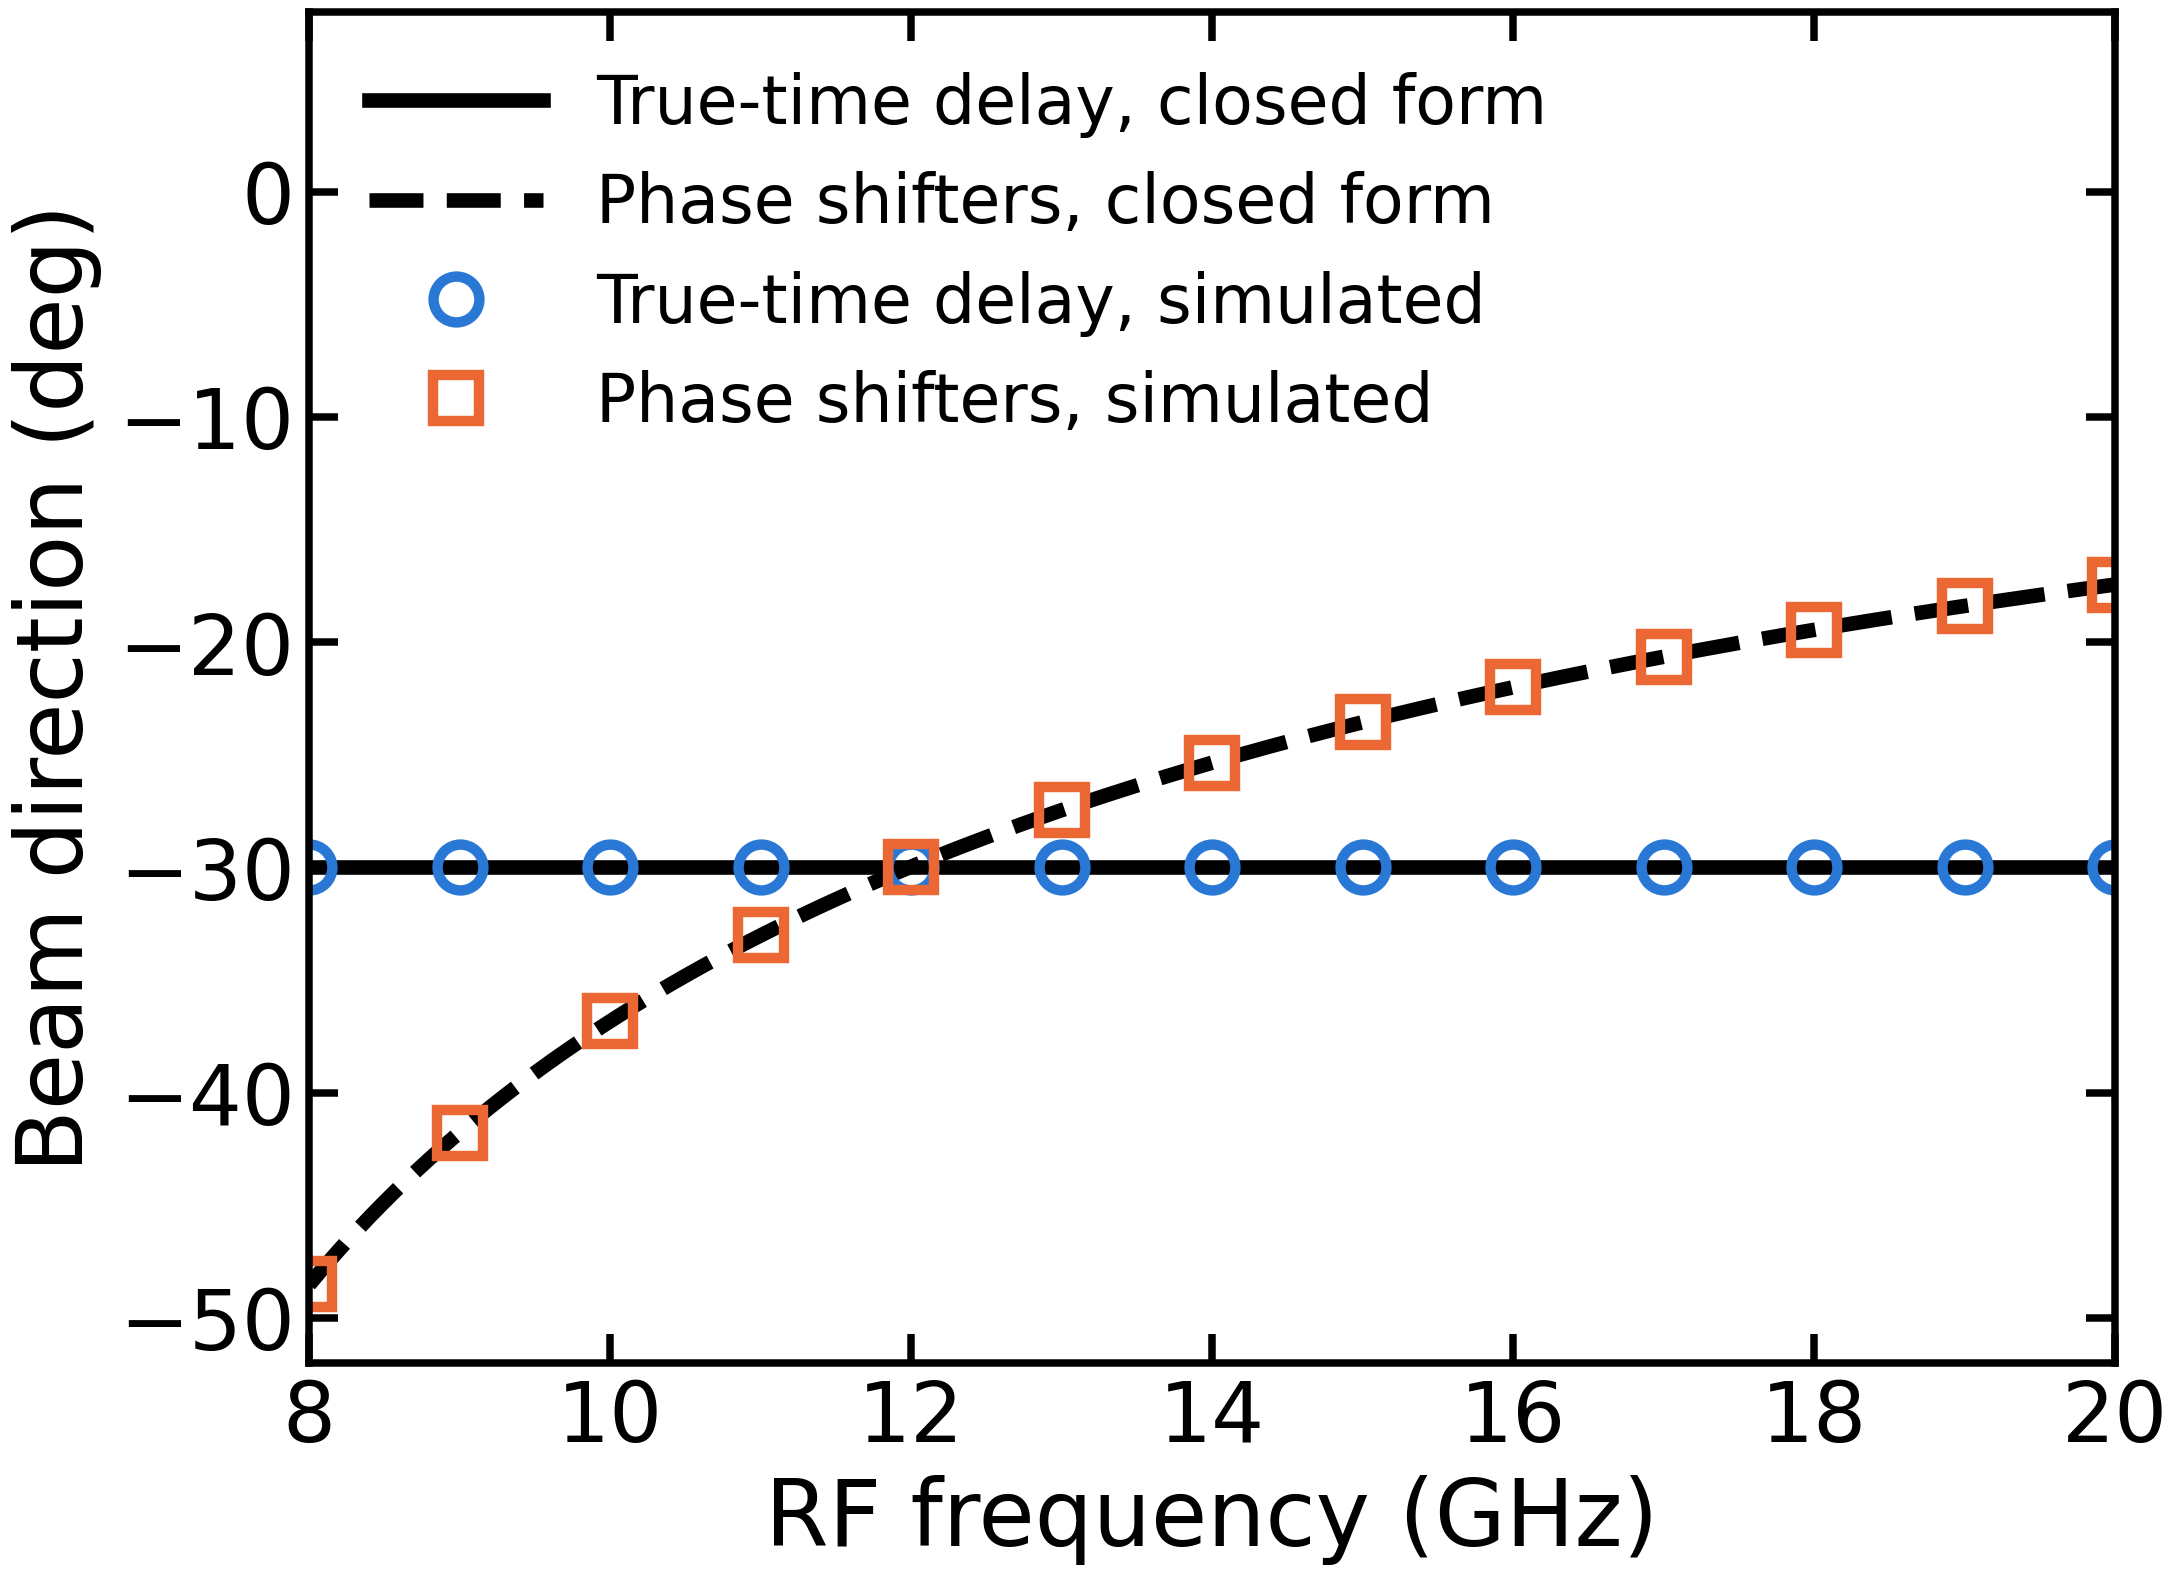 True-time delay, closed form
Phase shifters, closed form
True-time delay, simulated
Phase shifters, simulated
Beam direction (deg)
0
−10
−20
−30
−40
−50
8 10 12 14 16 18 20
RF frequency (GHz)